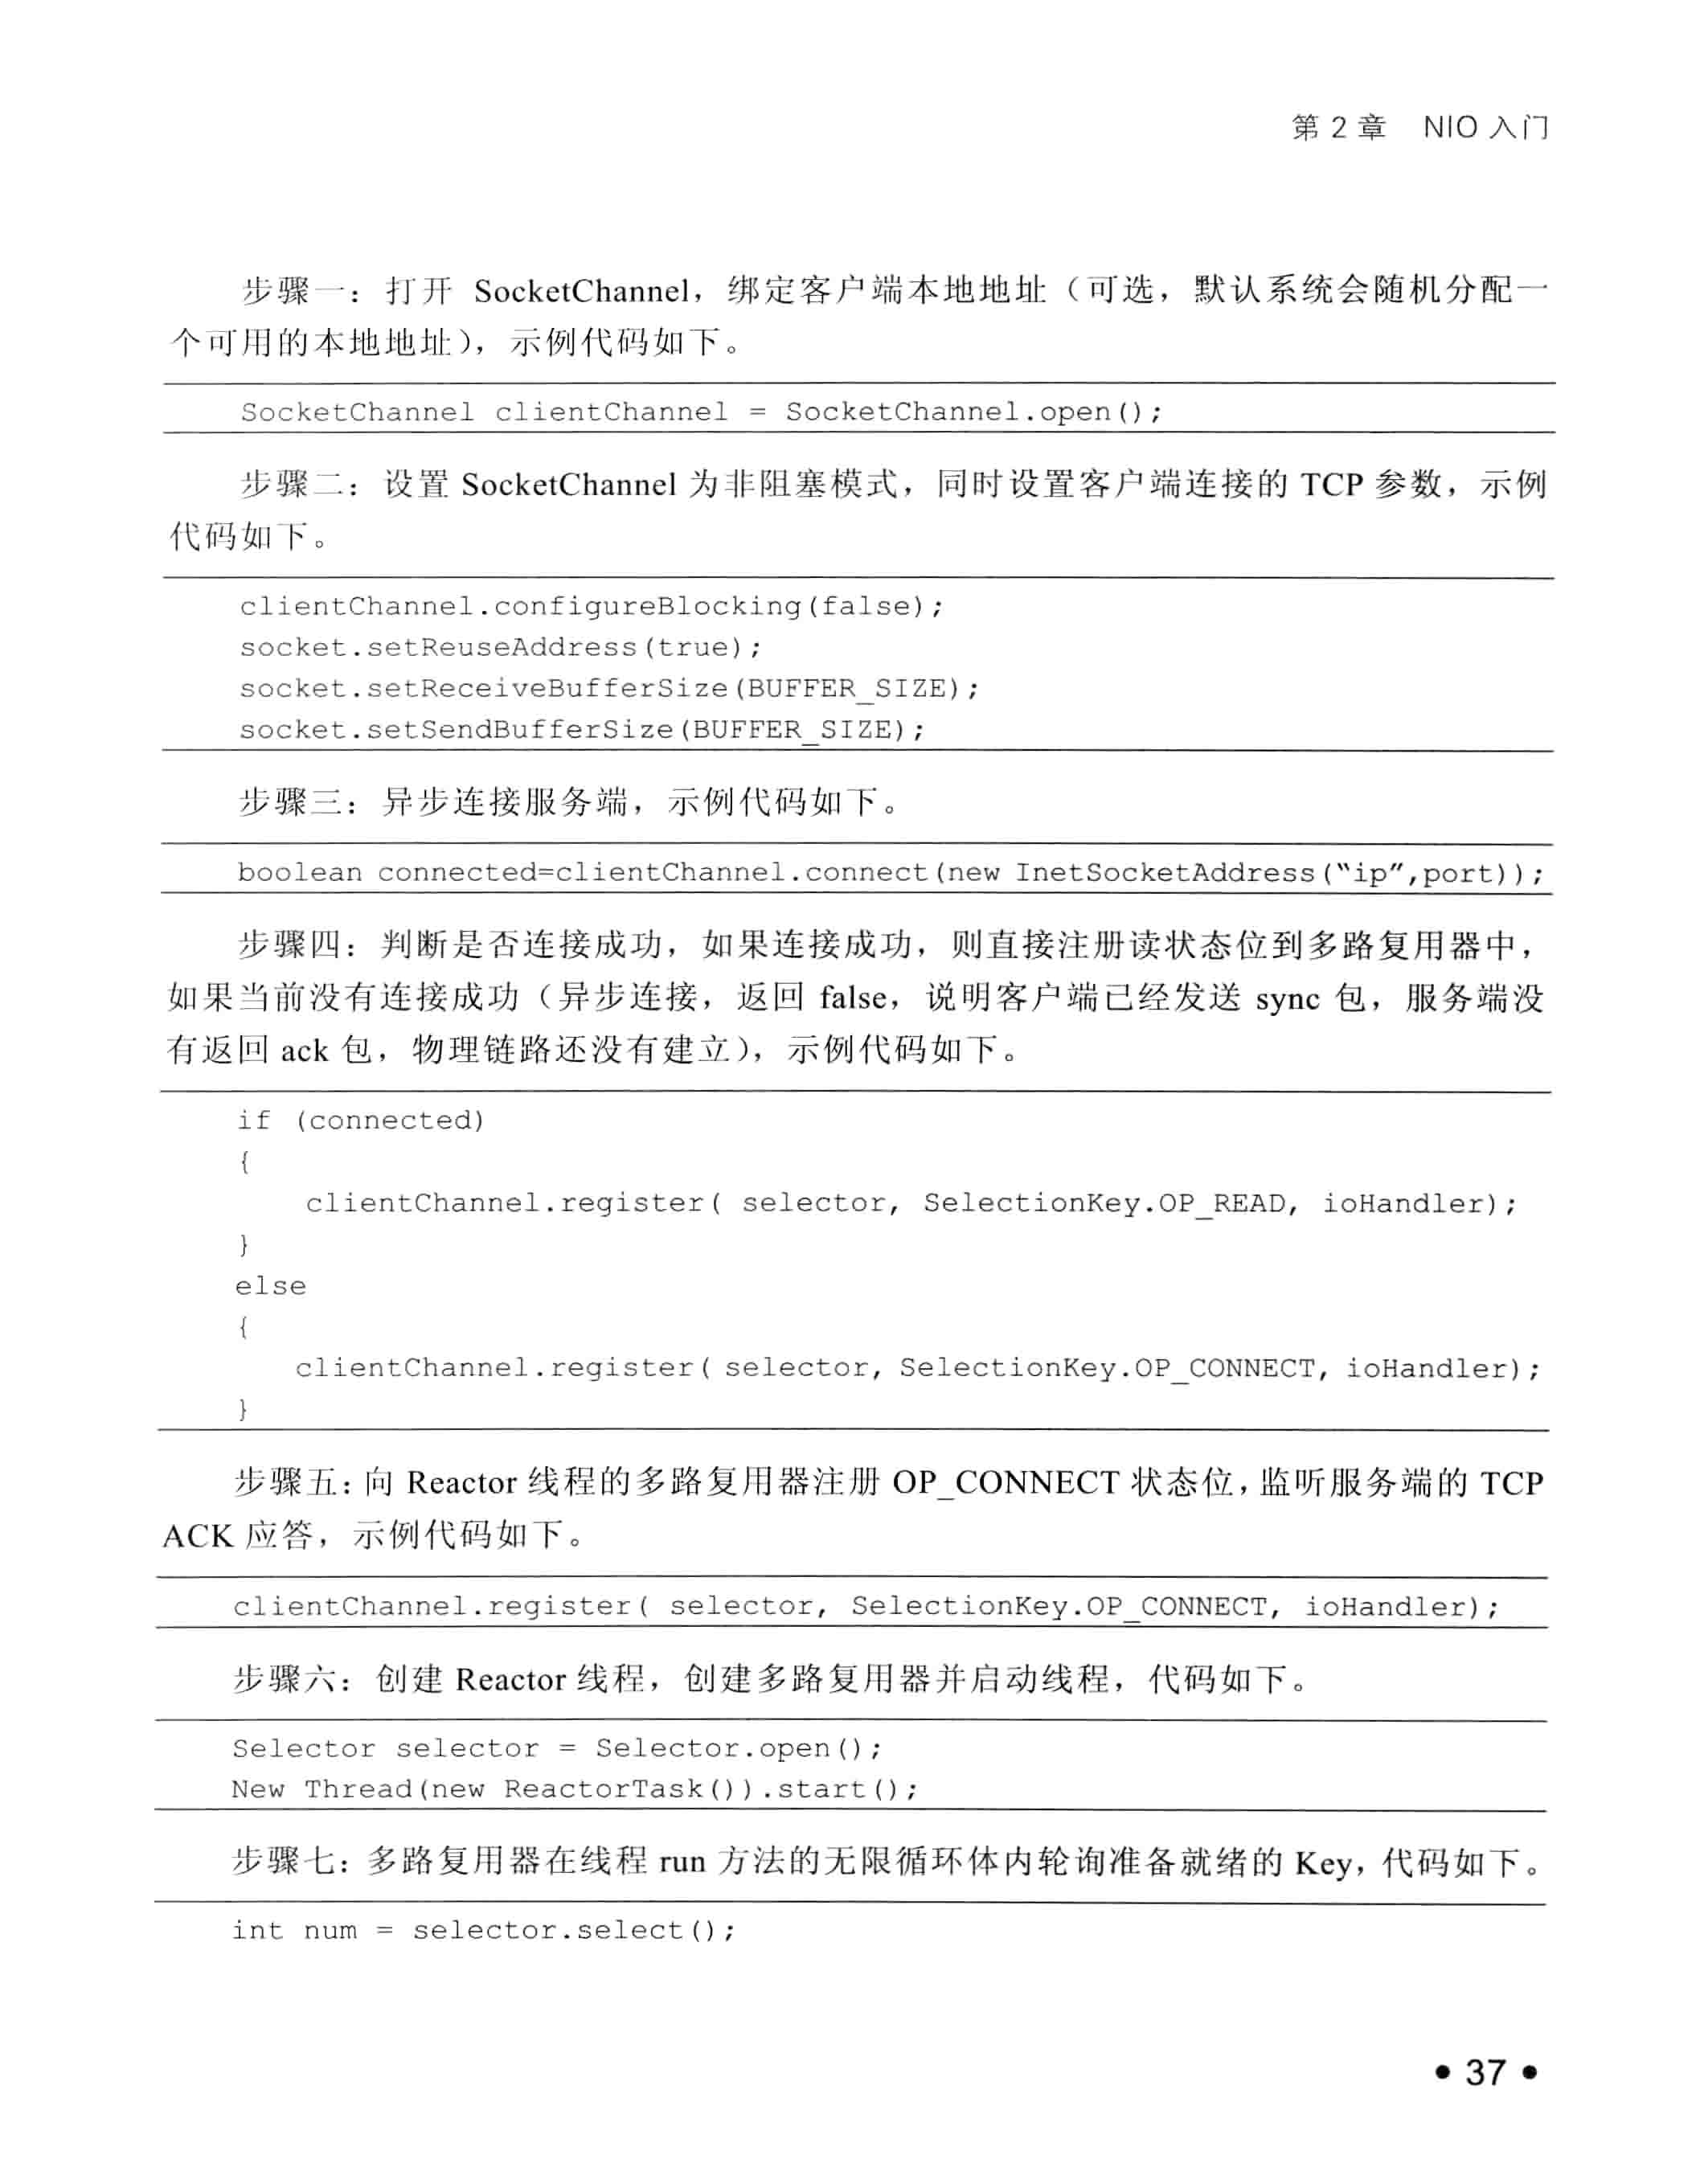 第 2 章 NIO 入门
步骤一：打开 SocketChannel，绑定客户端本地地址（可选，默认系统会随机分配一
个可用的本地地址），示例代码如下。
SocketChannel clientChannel = SocketChannel.open();
步骤二：设置 SocketChannel 为非阻塞模式，同时设置客户端连接的 TCP 参数，示例
代码如下。
clientChannel.configureBlocking(false);
socket.setReuseAddress(true);
socket.setReceiveBufferSize(BUFFER_SIZE);
socket.setSendBufferSize(BUFFER_SIZE);
步骤三：异步连接服务端，示例代码如下。
boolean connected=clientChannel.connect(new InetSocketAddress(“ip”,port));
步骤四：判断是否连接成功，如果连接成功，则直接注册读状态位到多路复用器中，
如果当前没有连接成功（异步连接，返回 false，说明客户端已经发送 sync 包，服务端没
有返回 ack 包，物理链路还没有建立），示例代码如下。
if (connected)
{
clientChannel.register( selector, SelectionKey.OP_READ, ioHandler);
}
else
{
clientChannel.register( selector, SelectionKey.OP_CONNECT, ioHandler);
}
步骤五：向 Reactor 线程的多路复用器注册 OP_CONNECT 状态位，监听服务端的 TCP
ACK 应答，示例代码如下。
clientChannel.register( selector, SelectionKey.OP_CONNECT, ioHandler);
步骤六：创建 Reactor 线程，创建多路复用器并启动线程，代码如下。
Selector selector = Selector.open();
New Thread(new ReactorTask()).start();
步骤七：多路复用器在线程 run 方法的无限循环体内轮询准备就绪的 Key，代码如下。
int num = selector.select();
• 37 •